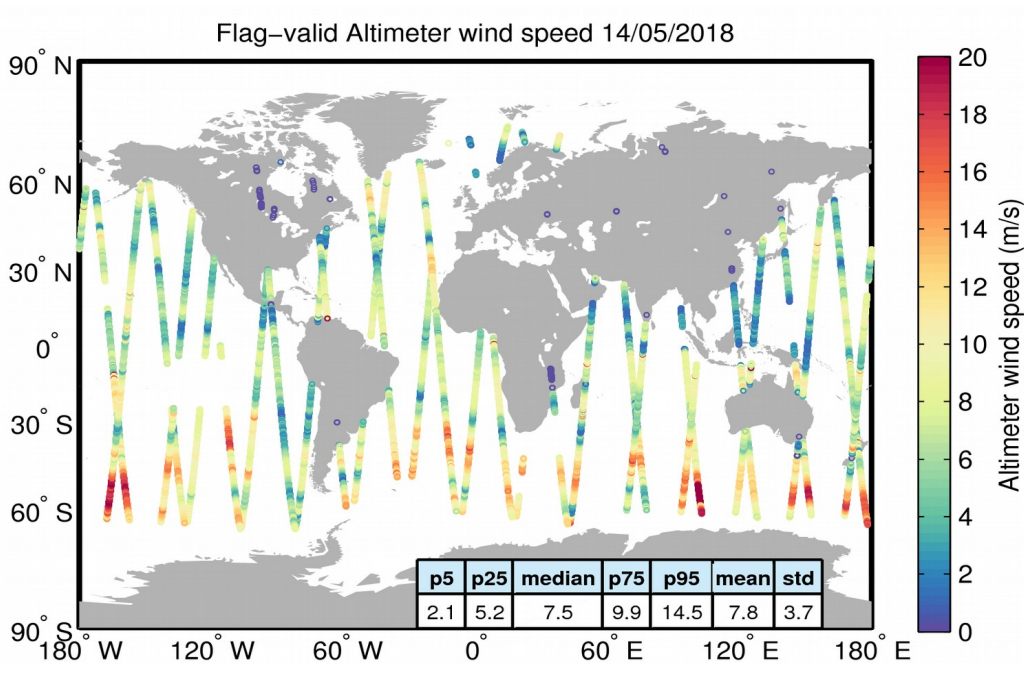 Flag−valid Altimeter wind speed 14/05/2018
90° N
60° N
30° N
0°
30° S
60° S
90° S
180° W
120° W
60° W
0°
60° E
120° E
180° E
p5 p25 median p75 p95 mean std
2.1 5.2 7.5 9.9 14.5 7.8 3.7
20
18
16
14
12
10
8
6
4
2
0
Altimeter wind speed (m/s)